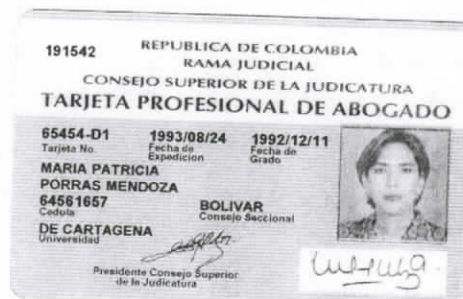 191542
REPUBLICA DE COLOMBIA
RAMA JUDICIAL
CONSEJO SUPERIOR DE LA JUDICATURA
TARJETA PROFESIONAL DE ABOGADO
65454-D1 1993/08/24 1992/12/11
Tarjeta No. Fecha de Expedicion Fecha de Grado
MARIA PATRICIA
PORRAS MENDOZA
64561657 BOLIVAR
Cedula Consejo Seccional
DE CARTAGENA
Universidad
Presidente Consejo Superior
de la Judicatura